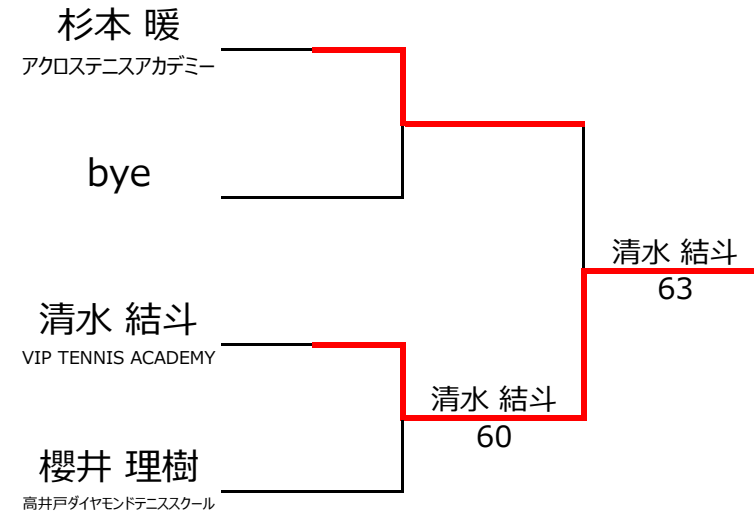 杉本 暖
アクロステニスアカデミー
bye
清水 結斗
63
清水 結斗
VIP TENNIS ACADEMY
清水 結斗
60
櫻井 理樹
高井戸ダイヤモンドテニススクール